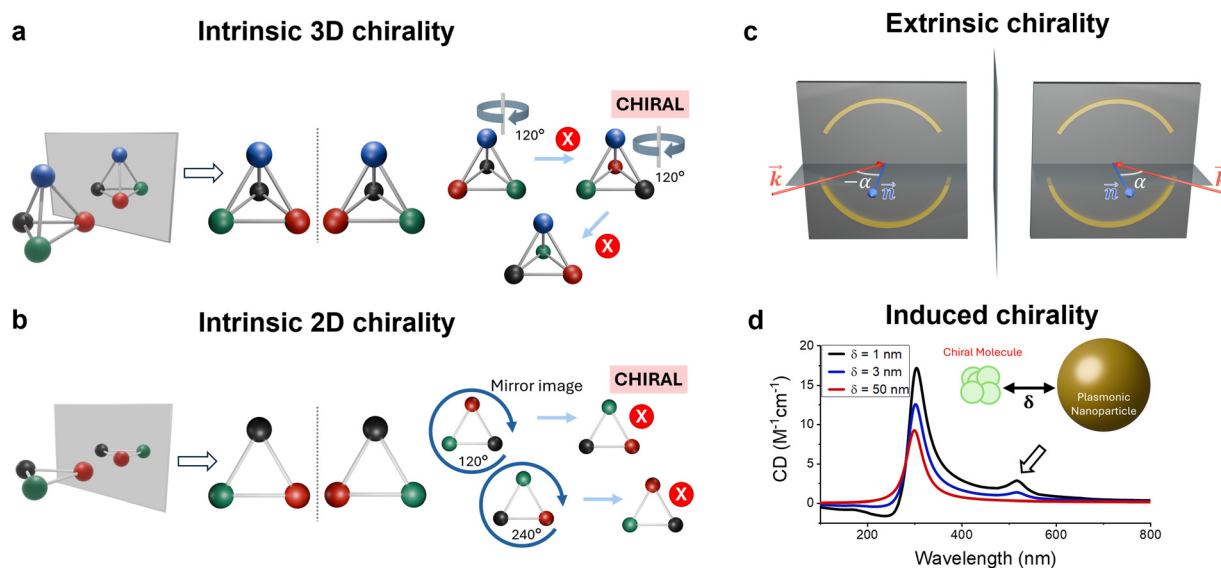 a
Intrinsic 3D chirality
CHIRAL
120°
X
120°
X
b
Intrinsic 2D chirality
Mirror image
CHIRAL
X
120°
X
240°
c
Extrinsic chirality
k
−α
n
k
α
n
d
Induced chirality
CD (M⁻¹cm⁻¹)
20
15
10
5
0
δ = 1 nm
δ = 3 nm
δ = 50 nm
Chiral Molecule
δ
Plasmonic
Nanoparticle
200
400
600
800
Wavelength (nm)